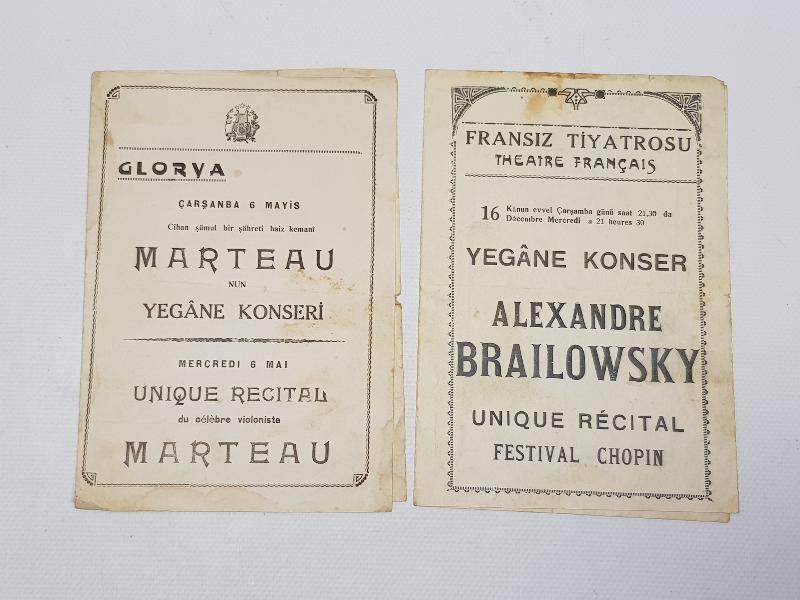 GLORYA
ÇARŞANBA 6 MAYIS
Cihan şümul bir şöhreti haiz kemani
MARTEAU
NUN
YEGÂNE KONSERİ
MERCREDI 6 MAI
UNIQUE RECITAL
du célèbre violoniste
MARTEAU
FRANSIZ TİYATROSU
THEATRE FRANÇAIS
16 Kânun evvel Çarşamba günü saat 21,30 da
Décembre Mercredi a 21 heures 30
YEGÂNE KONSER
ALEXANDRE
BRAILOWSKY
UNIQUE RÉCITAL
FESTIVAL CHOPIN